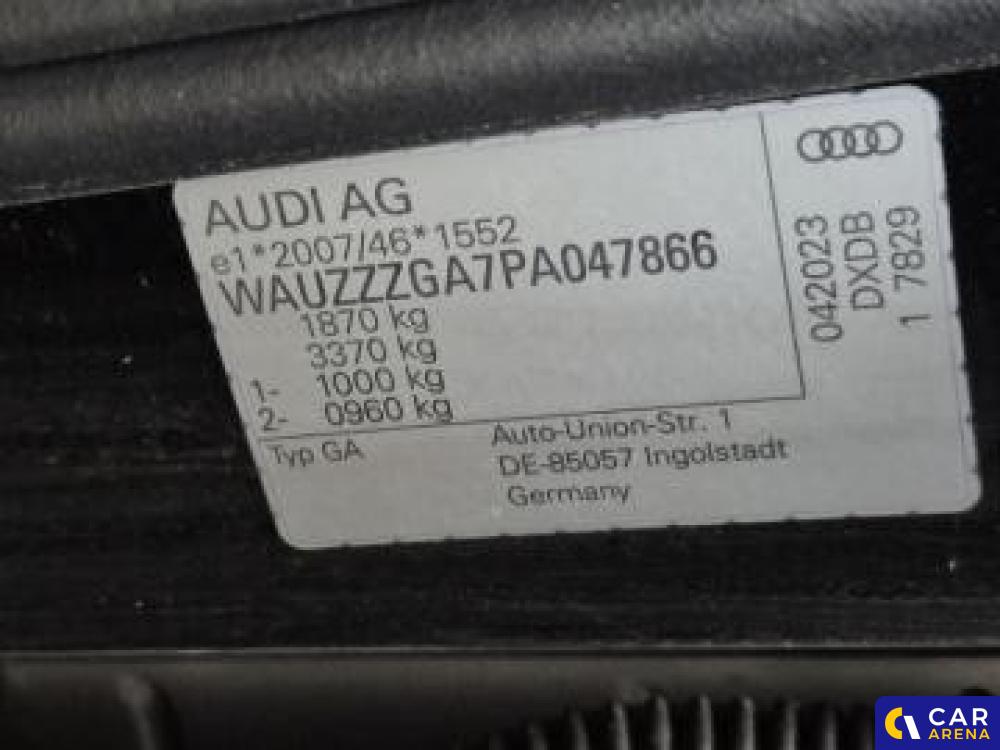 AUDI AG
e1*2007/46*1552
WAUZZZGA7PA047866
1870 kg
3370 kg
1- 1000 kg
2- 0960 kg
Typ GA
Auto-Union-Str. 1
DE-85057 Ingolstadt
Germany
042023
DXDB
1 7829
CAR
ARENA